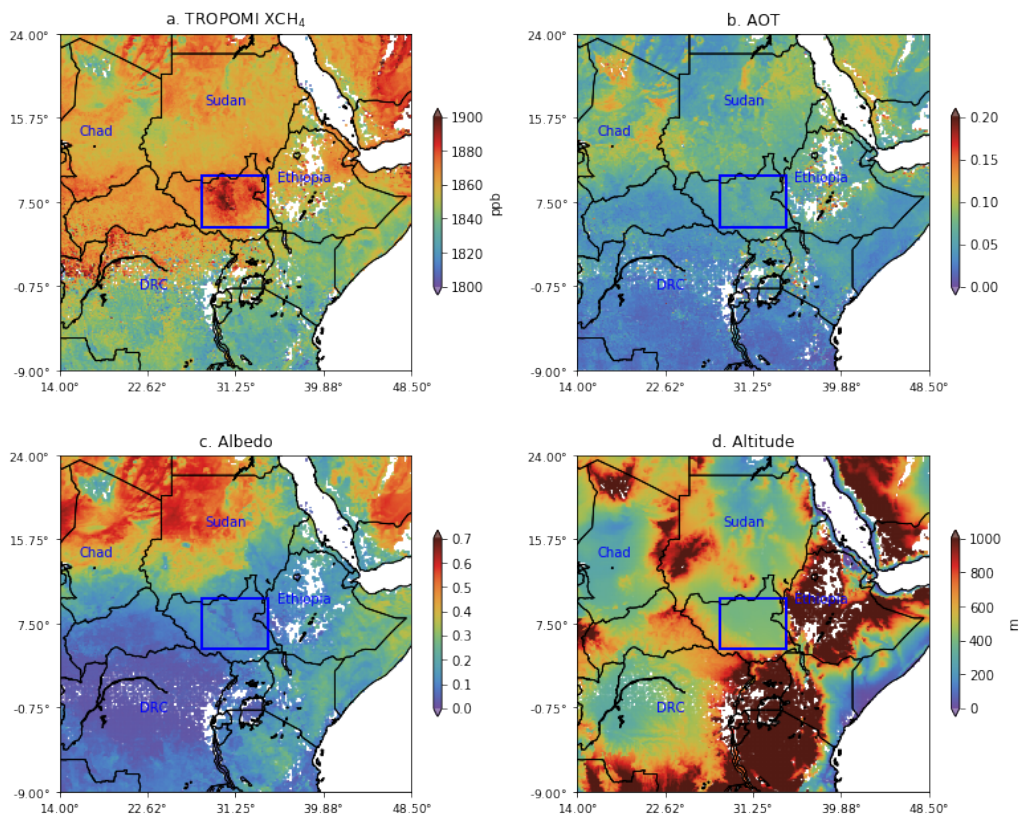 a. TROPOMI XCH₄
24.00°
15.75°
7.50°
-0.75°
-9.00°
14.00°
22.62°
31.25°
39.88°
48.50°
Sudan
Chad
Ethiopia
DRC
1900
1880
1860
1840
1820
1800
ppb
b. AOT
24.00°
15.75°
7.50°
-0.75°
-9.00°
14.00°
22.62°
31.25°
39.88°
48.50°
Sudan
Chad
Ethiopia
DRC
0.20
0.15
0.10
0.05
0.00
c. Albedo
24.00°
15.75°
7.50°
-0.75°
-9.00°
14.00°
22.62°
31.25°
39.88°
48.50°
Sudan
Chad
Ethiopia
DRC
0.7
0.6
0.5
0.4
0.3
0.2
0.1
0.0
d. Altitude
24.00°
15.75°
7.50°
-0.75°
-9.00°
14.00°
22.62°
31.25°
39.88°
48.50°
Sudan
Chad
Ethiopia
DRC
1000
800
600
400
200
0
m